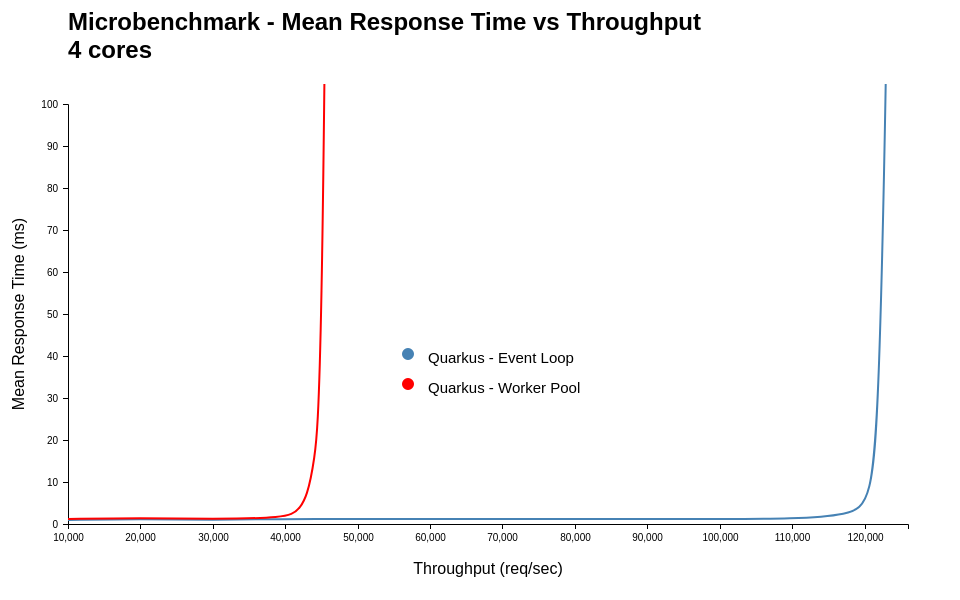 Microbenchmark - Mean Response Time vs Throughput
4 cores
100
90
80
70
60
50
40
30
20
10
0
Mean Response Time (ms)
Quarkus - Event Loop
Quarkus - Worker Pool
10,000 20,000 30,000 40,000 50,000 60,000 70,000 80,000 90,000 100,000 110,000 120,000
Throughput (req/sec)